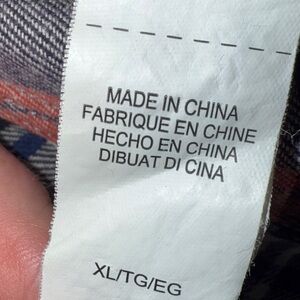 MADE IN CHINA
FABRIQUE EN CHINE
HECHO EN CHINA
DIBUAT DI CINA
XL/TG/EG